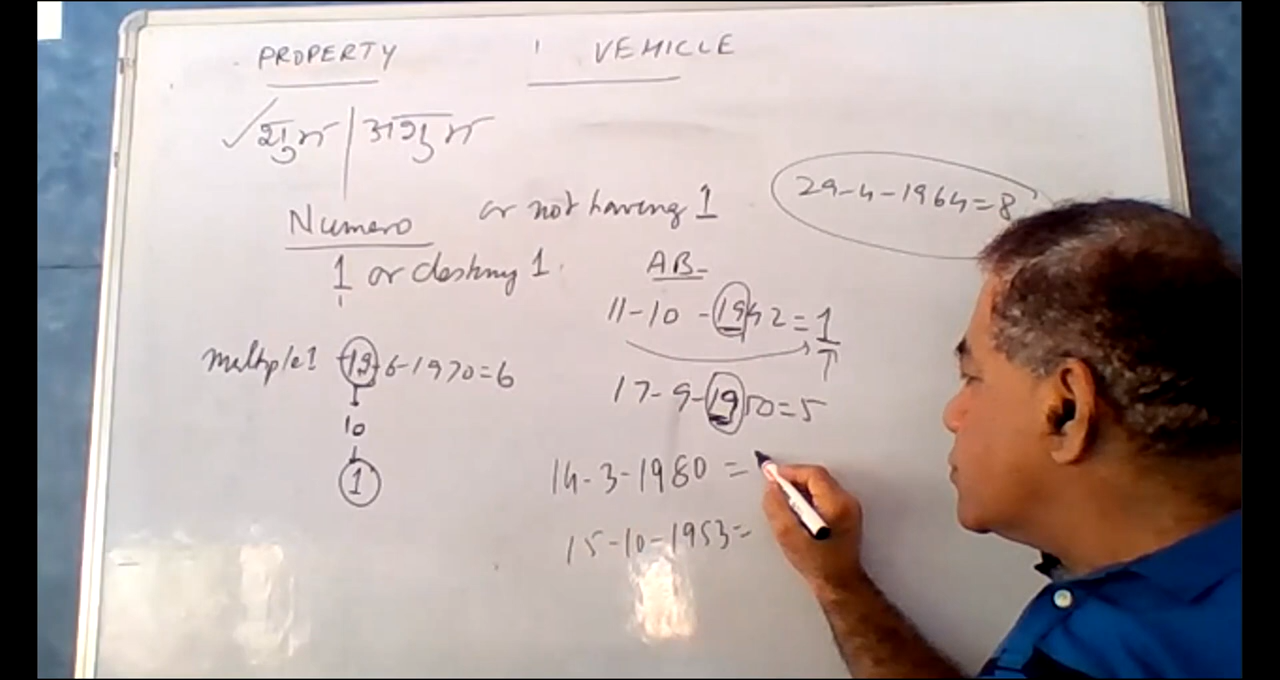 PROPERTY ' VEHICLE
✓शुभ | अशुभ
29-4-1964=8
or not having 1
Numero
1 or destiny 1.
AB-
11-10-1942=1
multiple 1 19-6-1970=6
17-9-1950=5
10
14-3-1980 =
1
15-10-1953=